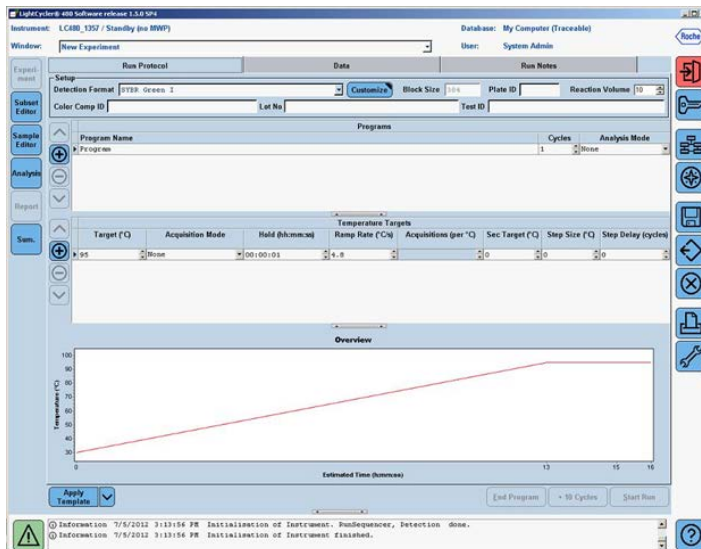 LightCycler® 480 Software release 1.5.0 SP4
Instrument: LC480_1357 / Standby (no MWP) Database: My Computer (Traceable)
Window: New Experiment User: System Admin
Roche
Experi-
ment
Subset
Editor
Sample
Editor
Analysis
Report
Sum.
Run Protocol Data Run Notes
Setup
Detection Format SYBR Green I Customize Block Size 384 Plate ID Reaction Volume 10
Color Comp ID Lot No Test ID
Programs
Program Name Cycles Analysis Mode
Program 1 None
Temperature Targets
Target (°C) Acquisition Mode Hold (hh:mm:ss) Ramp Rate (°C/s) Acquisitions (per °C) Sec Target (°C) Step Size (°C) Step Delay (cycles)
95 None 00:00:01 4.8 0 0 0
Overview
Temperature (°C)
100
90
80
70
60
50
40
30
0 13 15 16
Estimated Time (h:mm:ss)
Apply
Template
End Program + 10 Cycles Start Run
Information 7/5/2012 3:13:56 PM Initialisation of Instrument. RunSequencer, Detection done.
Information 7/5/2012 3:13:56 PM Initialisation of Instrument finished.